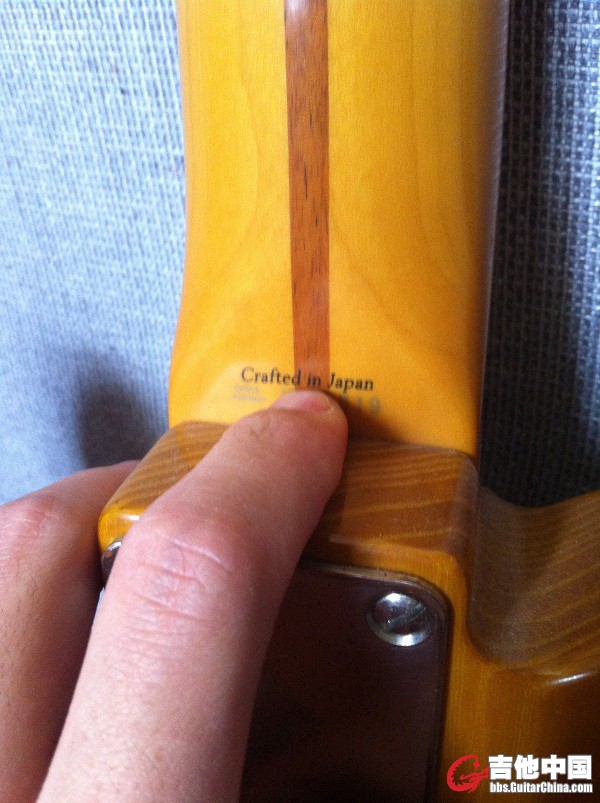 Crafted in Japan
吉他中国
bbs.GuitarChina.com